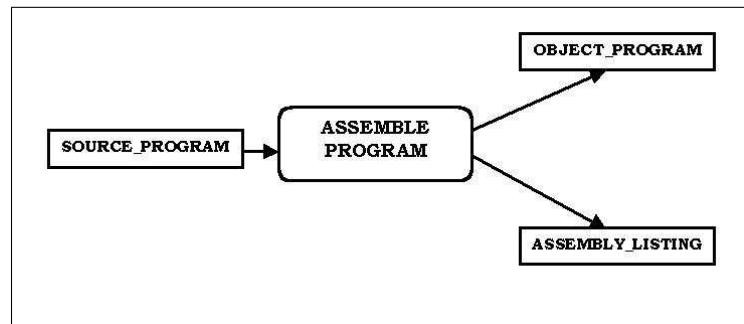 OBJECT_PROGRAM
ASSEMBLE
PROGRAM
SOURCE_PROGRAM
ASSEMBLY_LISTING